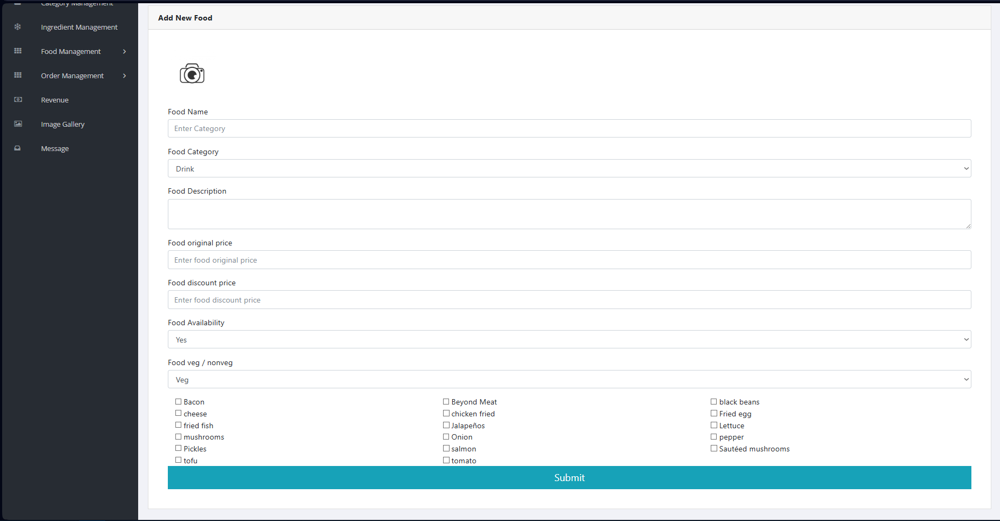 Category Management
Ingredient Management
Food Management
Order Management
Revenue
Image Gallery
Message
Add New Food
Food Name
Enter Category
Food Category
Drink
Food Description
Food original price
Enter food original price
Food discount price
Enter food discount price
Food Availability
Yes
Food veg / nonveg
Veg
Bacon Beyond Meat black beans
cheese chicken fried Fried egg
fried fish Jalapeños Lettuce
mushrooms Onion pepper
Pickles salmon Sautéed mushrooms
tofu tomato
Submit